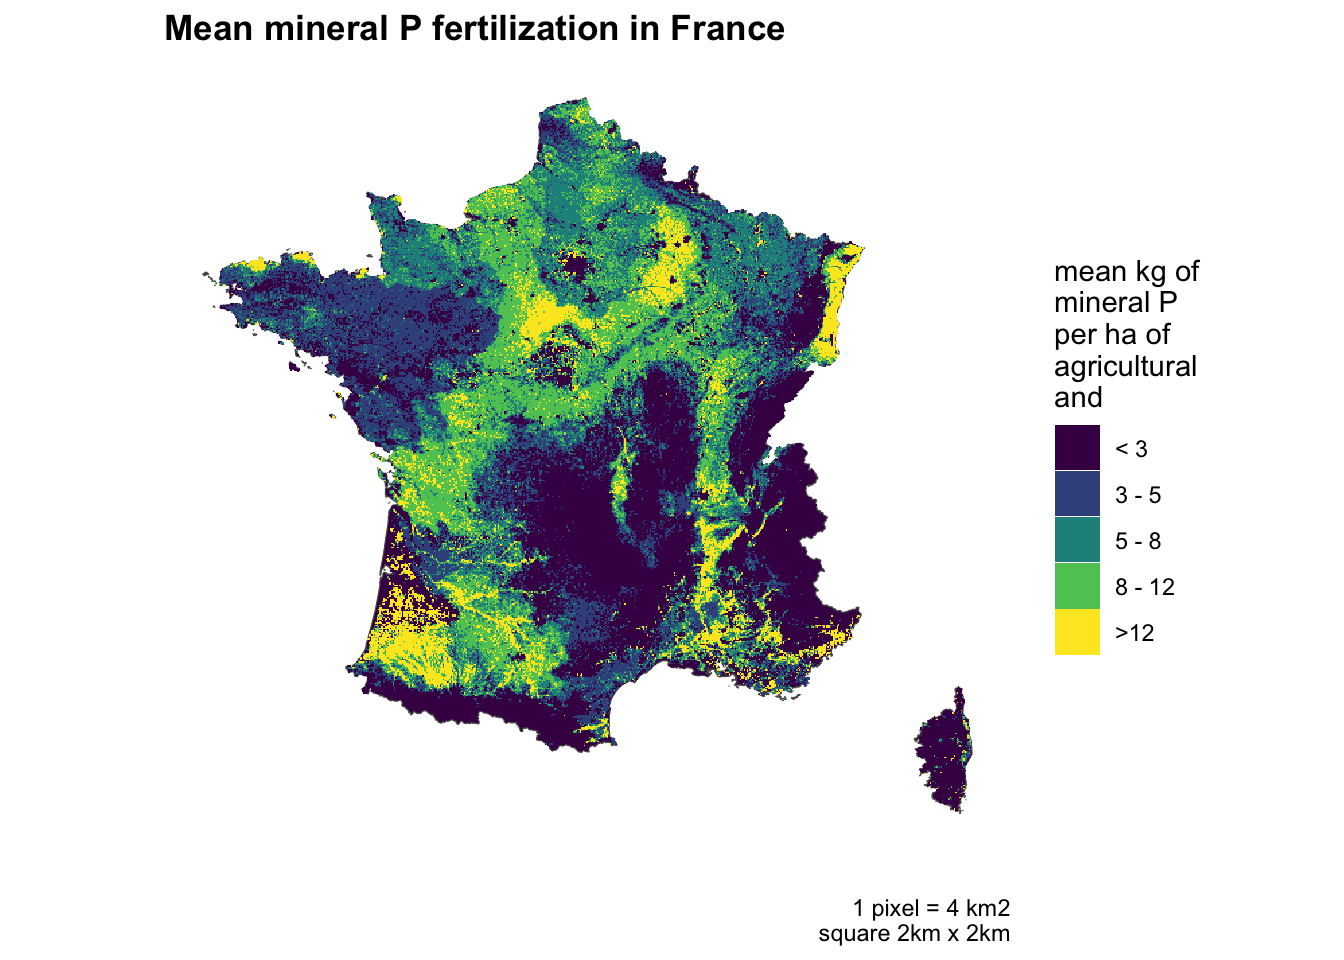 Mean mineral P fertilization in France
mean kg of
mineral P
per ha of
agricultural
and
< 3
3 - 5
5 - 8
8 - 12
>12
1 pixel = 4 km2
square 2km x 2km